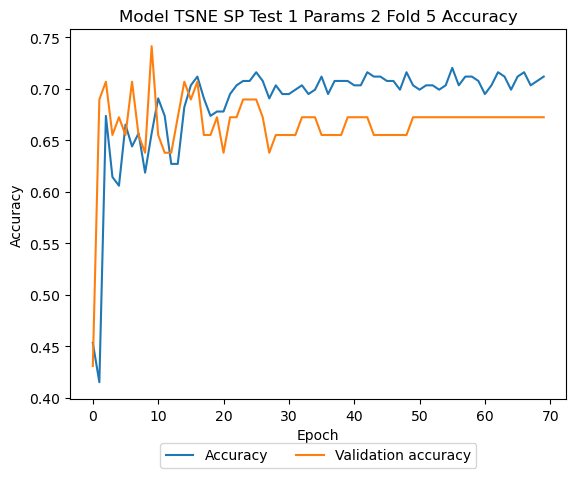 Model TSNE SP Test 1 Params 2 Fold 5 Accuracy
0.75
0.70
0.65
0.60
0.55
0.50
0.45
0.40
Accuracy
0 10 20 30 40 50 60 70
Epoch
Accuracy Validation accuracy